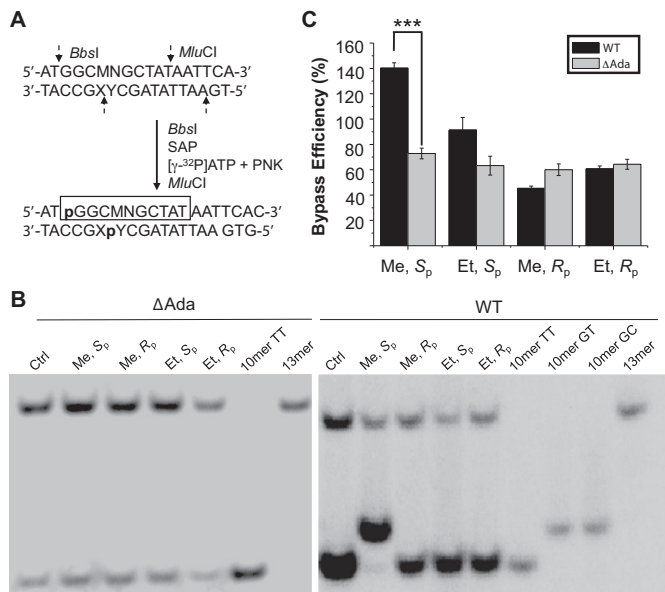 A
BbsI MluCI
5′-ATGGCMNGCTATAATTCA-3′
3′-TACCGXYCGATATTAAGT-5′
BbsI
SAP
[γ-³²P]ATP + PNK
MluCI
5′-AT pGGCMNGCTAT AATTCAC-3′
3′-TACCGXpYCGATATTAA GTG-5′
C
***
WT
ΔAda
Bypass Efficiency (%)
160
140
120
100
80
60
40
20
Me, Sp Et, Sp Me, Rp Et, Rp
B
ΔAda
Ctrl Me, Sp Me, Rp Et, Sp Et, Rp 10mer TT 13mer
WT
Ctrl Me, Sp Me, Rp Et, Sp Et, Rp 10mer TT 10mer GT 10mer GC 13mer